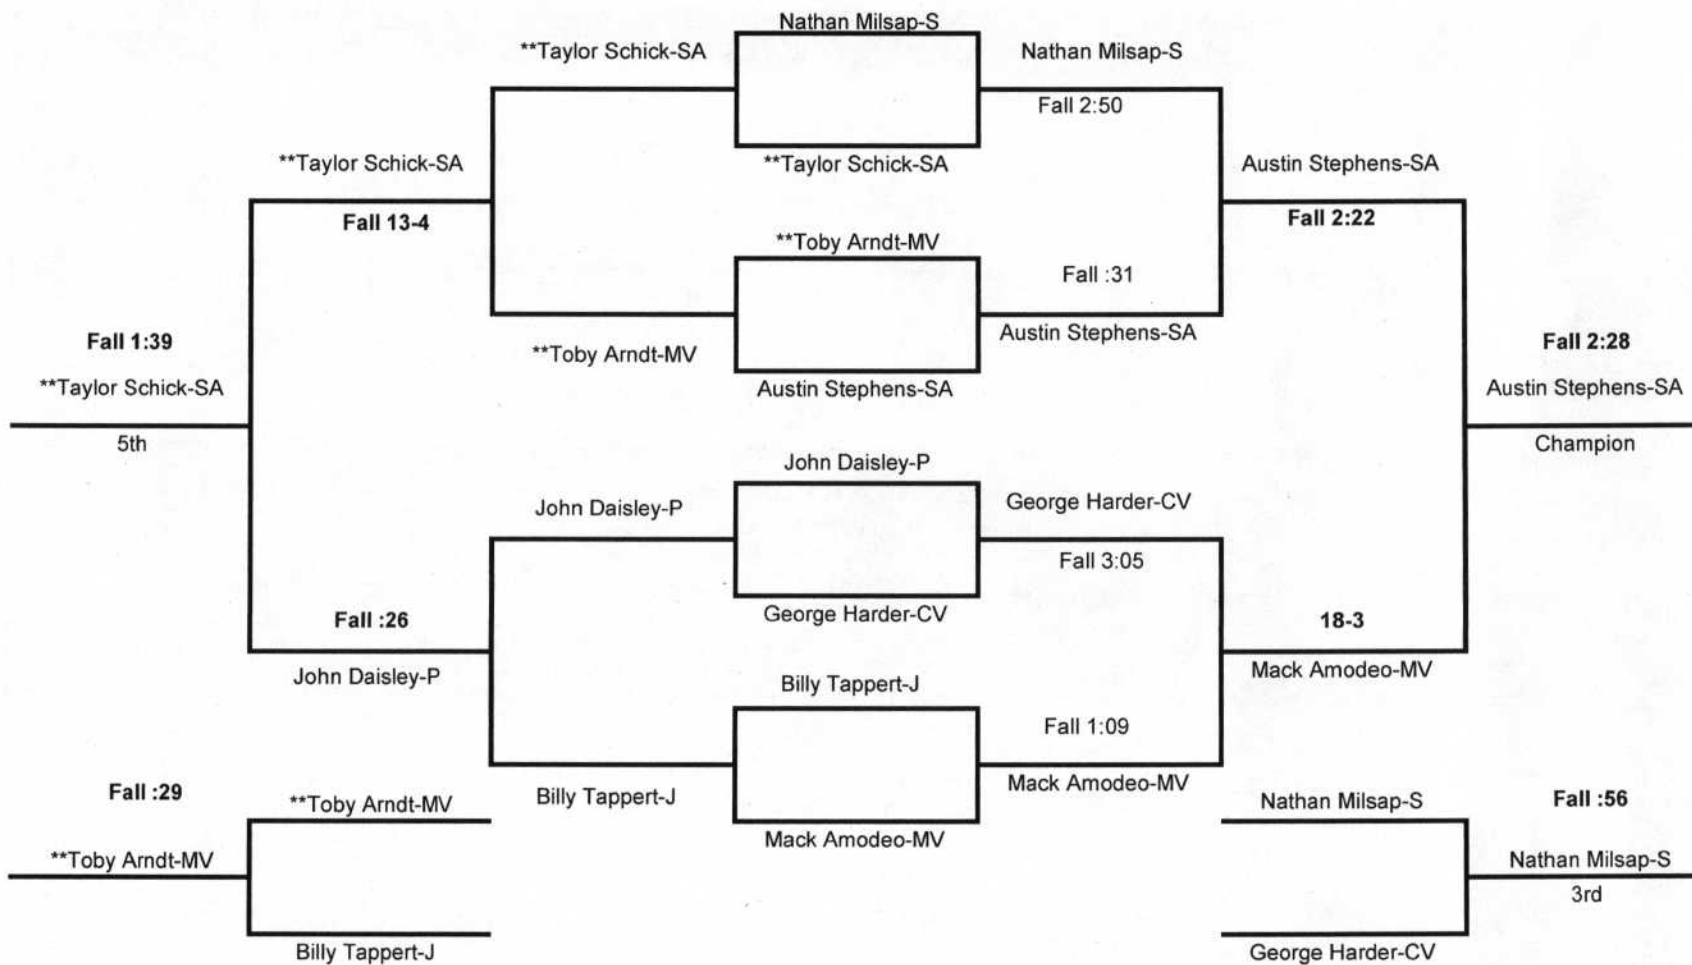 Nathan Milsap-S
**Taylor Schick-SA
Nathan Milsap-S
Fall 2:50
**Taylor Schick-SA
**Taylor Schick-SA
Austin Stephens-SA
Fall 13-4
Fall 2:22
**Toby Arndt-MV
Fall :31
Austin Stephens-SA
**Toby Arndt-MV
Fall 1:39
Fall 2:28
**Taylor Schick-SA
Austin Stephens-SA
Austin Stephens-SA
5th
Champion
John Daisley-P
John Daisley-P
George Harder-CV
Fall 3:05
George Harder-CV
Fall :26
18-3
John Daisley-P
Mack Amodeo-MV
Billy Tappert-J
Fall 1:09
Billy Tappert-J
Mack Amodeo-MV
Fall :29
**Toby Arndt-MV
Nathan Milsap-S
Fall :56
Mack Amodeo-MV
**Toby Arndt-MV
Nathan Milsap-S
3rd
Billy Tappert-J
George Harder-CV